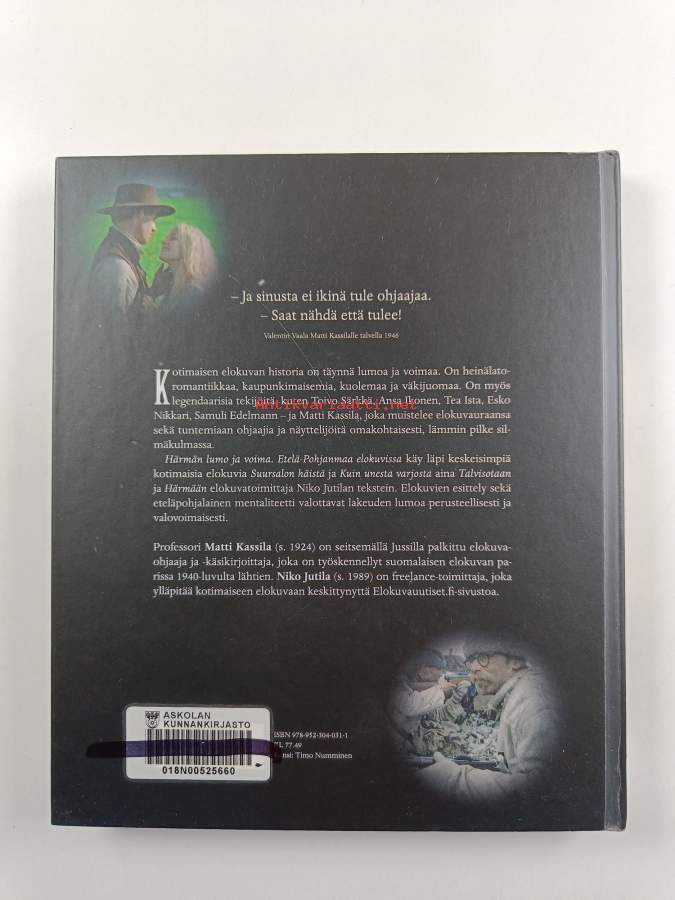 – Ja sinusta ei ikinä tule ohjaajaa.
– Saat nähdä että tulee!
Valentin Vaala Matti Kassilalle talvella 1946
Kotimaisen elokuvan historia on täynnä lumoa ja voimaa. On heinälato-
romantiikkaa, kaupunkimaisemia, kuolemaa ja väkijuomaa. On myös
legendaarisia tekijöitä, kuten Toivo Särkkä, Ansa Ikonen, Tea Ista, Esko
antikvariaatti.net
Nikkari, Samuli Edelmann – ja Matti Kassila, joka muistelee elokuvauraansa
sekä tuntemiaan ohjaajia ja näyttelijöitä omakohtaisesti, lämmin pilke sil-
mäkulmassa.
Härmän lumo ja voima. Etelä-Pohjanmaa elokuvissa käy läpi keskeisimpiä
kotimaisia elokuvia Suursalon häistä ja Kuin unesta varjosta aina Talvisotaan
ja Härmään elokuvatoimittaja Niko Jutilan tekstein. Elokuvien esittely sekä
eteläpohjalainen mentaliteetti valottavat lakeuden lumoa perusteellisesti ja
valovoimaisesti.
Professori Matti Kassila (s. 1924) on seitsemällä Jussilla palkittu elokuva-
ohjaaja ja -käsikirjoittaja, joka on työskennellyt suomalaisen elokuvan pa-
rissa 1940-luvulta lähtien. Niko Jutila (s. 1989) on freelance-toimittaja, joka
ylläpitää kotimaiseen elokuvaan keskittynyttä Elokuvauutiset.fi-sivustoa.
ASKOLAN
KUNNANKIRJASTO
018N00525660
ISBN 978-952-304-031-1
KL 77.49
Kansi: Timo Numminen